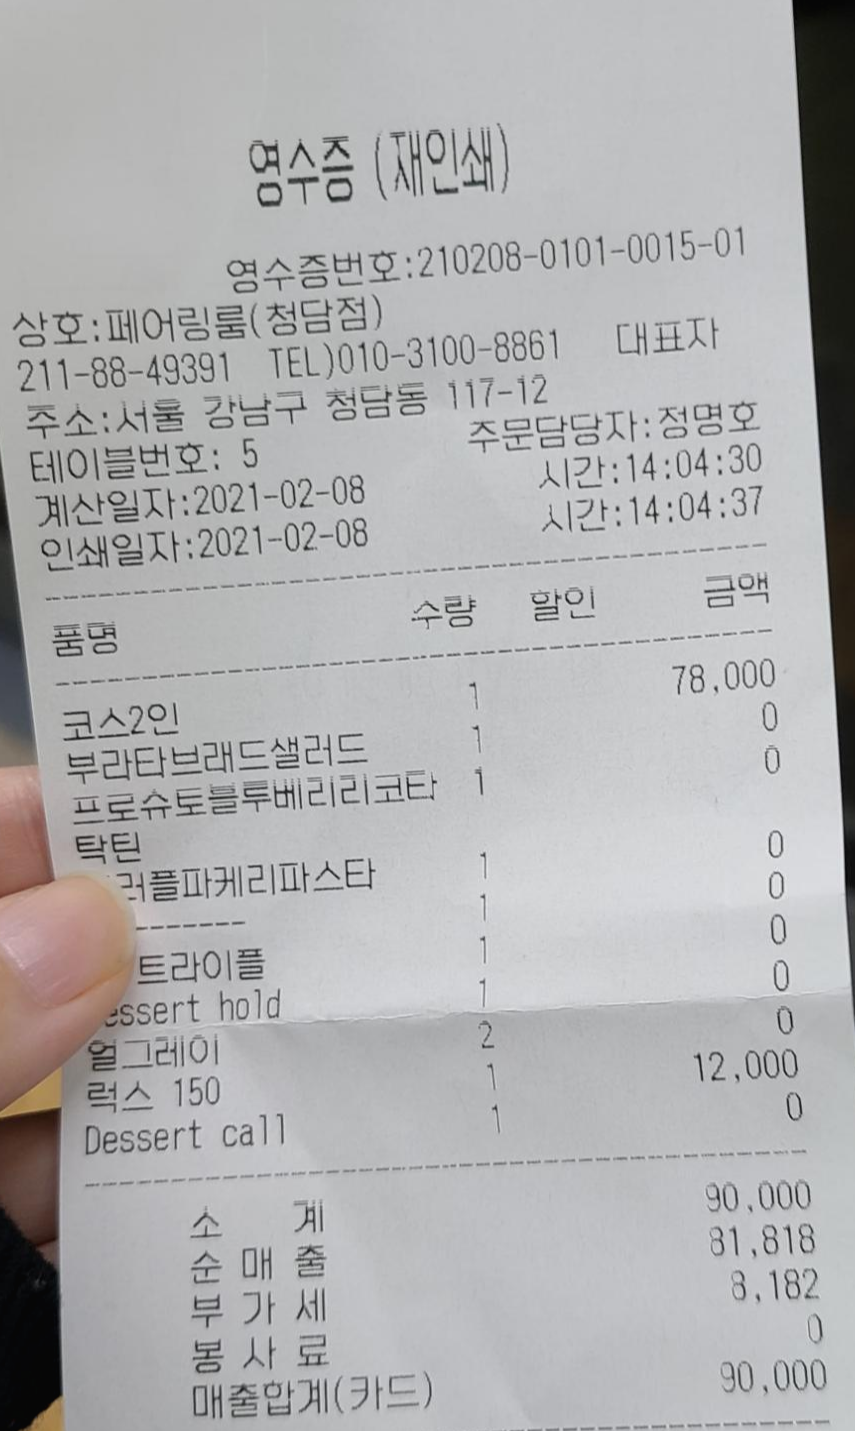 영수증 (재인쇄)
영수증번호:210208-0101-0015-01
상호:페어링룸(청담점)
211-88-49391 TEL)010-3100-8861 대표자
주소:서울 강남구 청담동 117-12
테이블번호: 5 주문담당자:정명호
계산일자:2021-02-08 시간:14:04:30
인쇄일자:2021-02-08 시간:14:04:37
품명 수량 할인 금액
코스2인 1 78,000
부라타브래드샐러드 1 0
프로슈토블루베리리코타 1 0
탁틴
러플파케리파스타 1 0
-------- 1 0
트라이플 1 0
essert hold 1 0
얼그레이 2 0
럭스 150 1 12,000
Dessert call 1 0
소 계 90,000
순 매 출 81,818
부 가 세 8,182
봉 사 료 0
매출합계(카드) 90,000